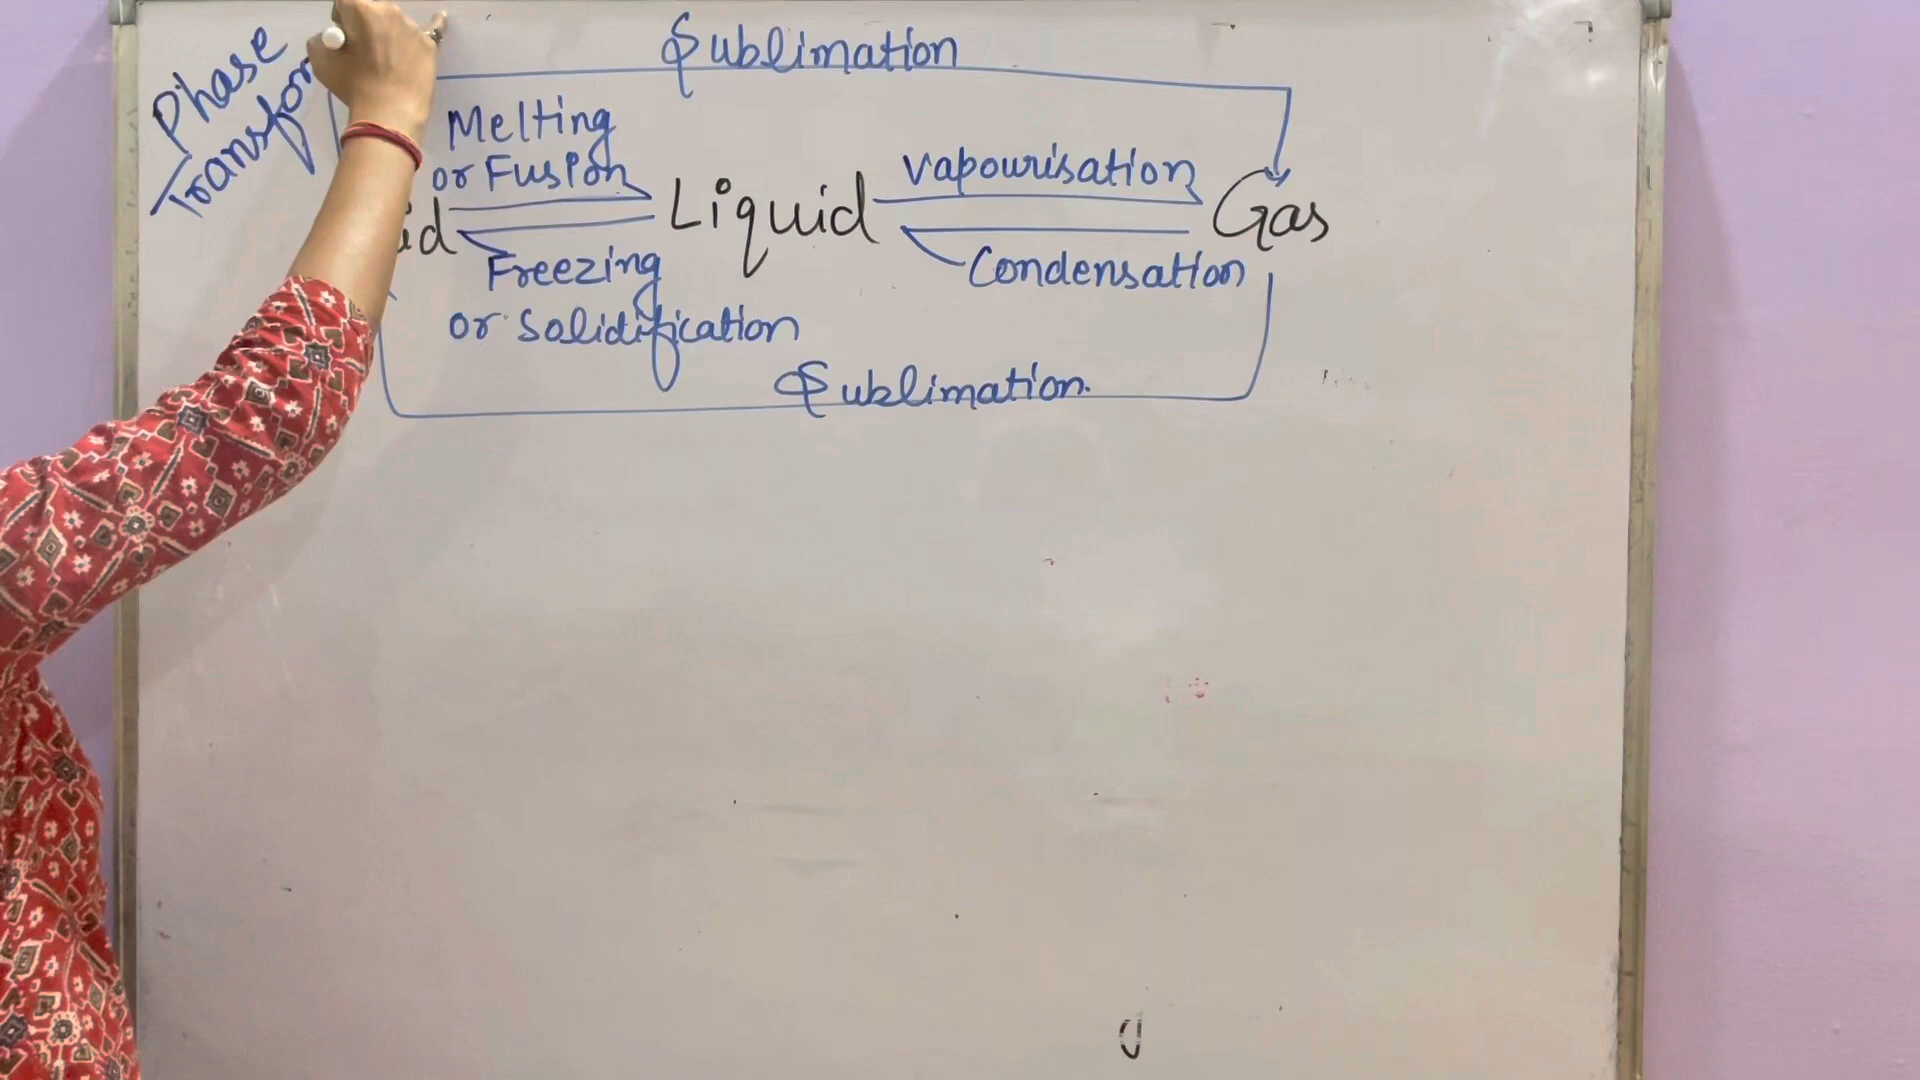 Sublimation
Phase
Melting
or Fusion
vapourisation
Liquid
Gas
Freezing
Condensation
or Solidification
Sublimation.